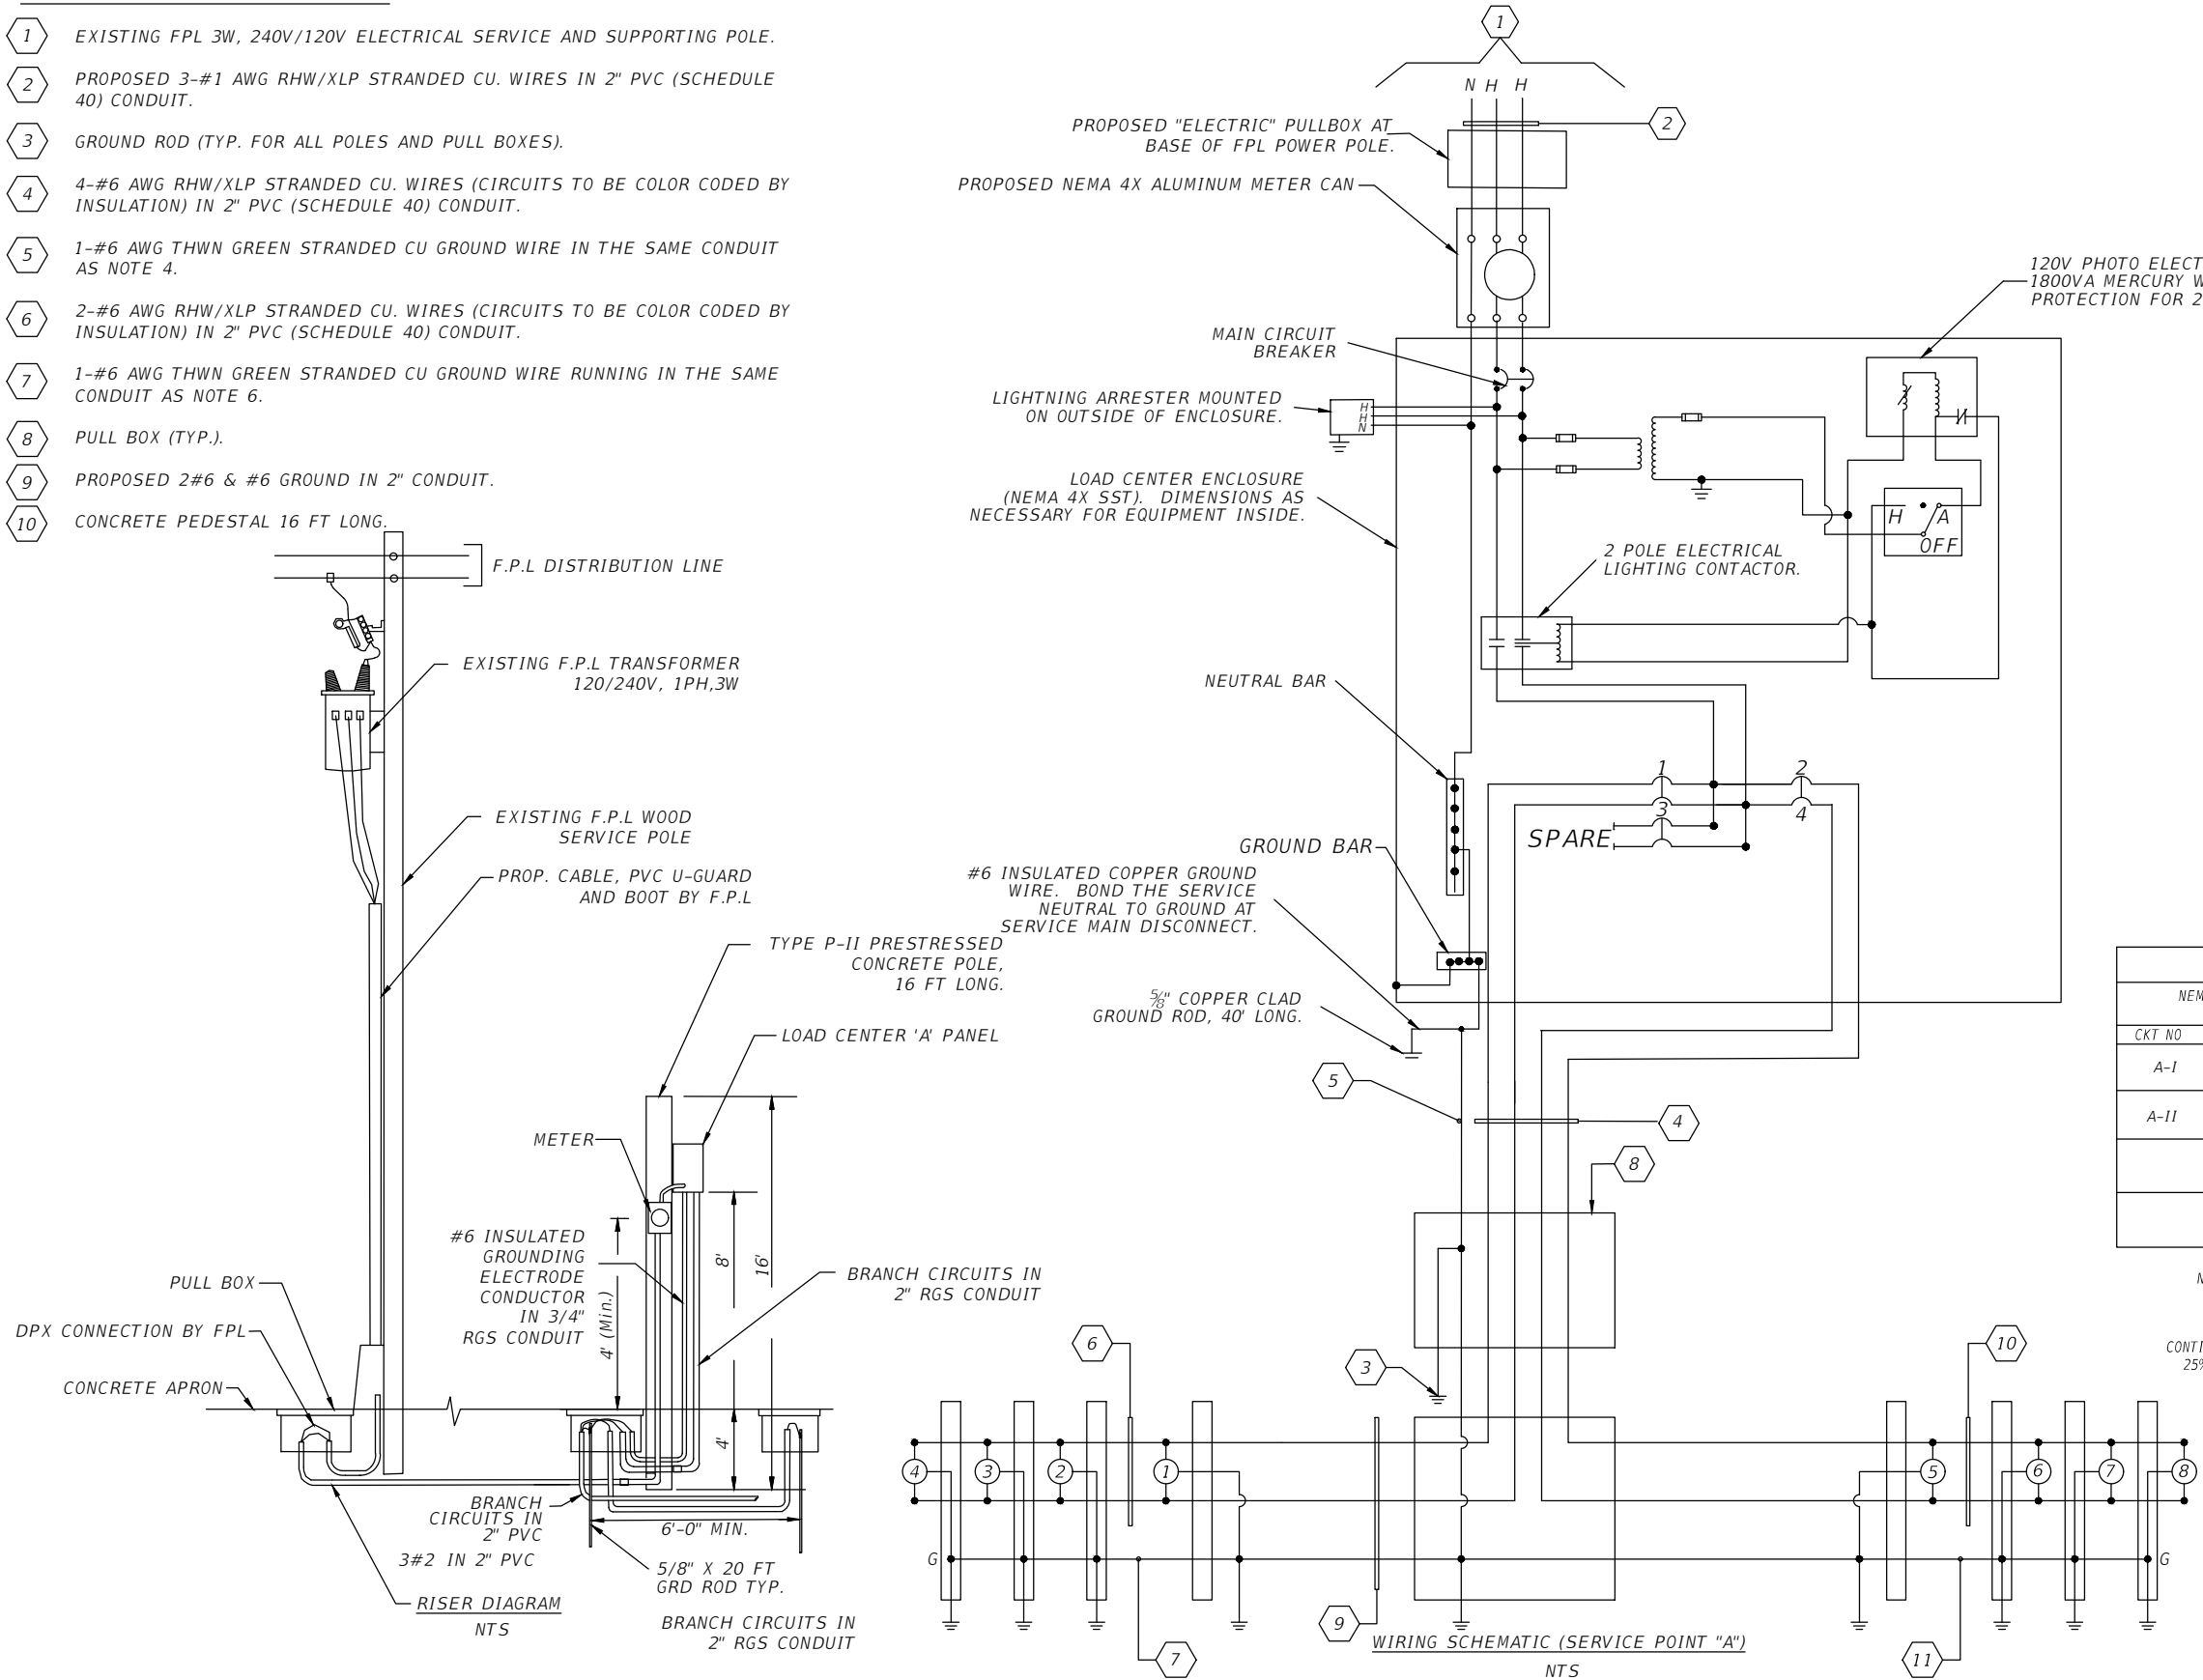 1
EXISTING FPL 3W, 240V/120V ELECTRICAL SERVICE AND SUPPORTING POLE.
2
PROPOSED 3-#1 AWG RHW/XLP STRANDED CU. WIRES IN 2" PVC (SCHEDULE
40) CONDUIT.
3
GROUND ROD (TYP. FOR ALL POLES AND PULL BOXES).
4
4-#6 AWG RHW/XLP STRANDED CU. WIRES (CIRCUITS TO BE COLOR CODED BY
INSULATION) IN 2" PVC (SCHEDULE 40) CONDUIT.
5
1-#6 AWG THWN GREEN STRANDED CU GROUND WIRE IN THE SAME CONDUIT
AS NOTE 4.
6
2-#6 AWG RHW/XLP STRANDED CU. WIRES (CIRCUITS TO BE COLOR CODED BY
INSULATION) IN 2" PVC (SCHEDULE 40) CONDUIT.
7
1-#6 AWG THWN GREEN STRANDED CU GROUND WIRE RUNNING IN THE SAME
CONDUIT AS NOTE 6.
8
PULL BOX (TYP.).
9
PROPOSED 2#6 & #6 GROUND IN 2" CONDUIT.
10
CONCRETE PEDESTAL 16 FT LONG.
F.P.L DISTRIBUTION LINE
EXISTING F.P.L TRANSFORMER
120/240V, 1PH,3W
EXISTING F.P.L WOOD
SERVICE POLE
PROP. CABLE, PVC U-GUARD
AND BOOT BY F.P.L
TYPE P-II PRESTRESSED
CONCRETE POLE,
16 FT LONG.
LOAD CENTER 'A' PANEL
METER
#6 INSULATED
GROUNDING
ELECTRODE
CONDUCTOR
IN 3/4"
RGS CONDUIT
4' (Min.)
8'
16'
4'
BRANCH CIRCUITS IN
2" RGS CONDUIT
PULL BOX
DPX CONNECTION BY FPL
CONCRETE APRON
BRANCH
CIRCUITS IN
2" PVC
3#2 IN 2" PVC
6'-0" MIN.
5/8" X 20 FT
GRD ROD TYP.
RISER DIAGRAM
NTS
BRANCH CIRCUITS IN
2" RGS CONDUIT
1
N H H
2
PROPOSED "ELECTRIC" PULLBOX AT
BASE OF FPL POWER POLE.
PROPOSED NEMA 4X ALUMINUM METER CAN
120V PHOTO ELECT
1800VA MERCURY W
PROTECTION FOR 2
MAIN CIRCUIT
BREAKER
LIGHTNING ARRESTER MOUNTED
ON OUTSIDE OF ENCLOSURE.
H
H
N
LOAD CENTER ENCLOSURE
(NEMA 4X SST). DIMENSIONS AS
NECESSARY FOR EQUIPMENT INSIDE.
H A
OFF
2 POLE ELECTRICAL
LIGHTING CONTACTOR.
NEUTRAL BAR
1 2
3 4
SPARE
GROUND BAR
#6 INSULATED COPPER GROUND
WIRE. BOND THE SERVICE
NEUTRAL TO GROUND AT
SERVICE MAIN DISCONNECT.
5/8" COPPER CLAD
GROUND ROD, 40' LONG.
5
4
8
3
6
10
4 3 2 1
5 6 7 8
G
G
9
7
11
WIRING SCHEMATIC (SERVICE POINT "A")
NTS
NEM
CKT NO
A-I
A-II
N
CONTI
25%